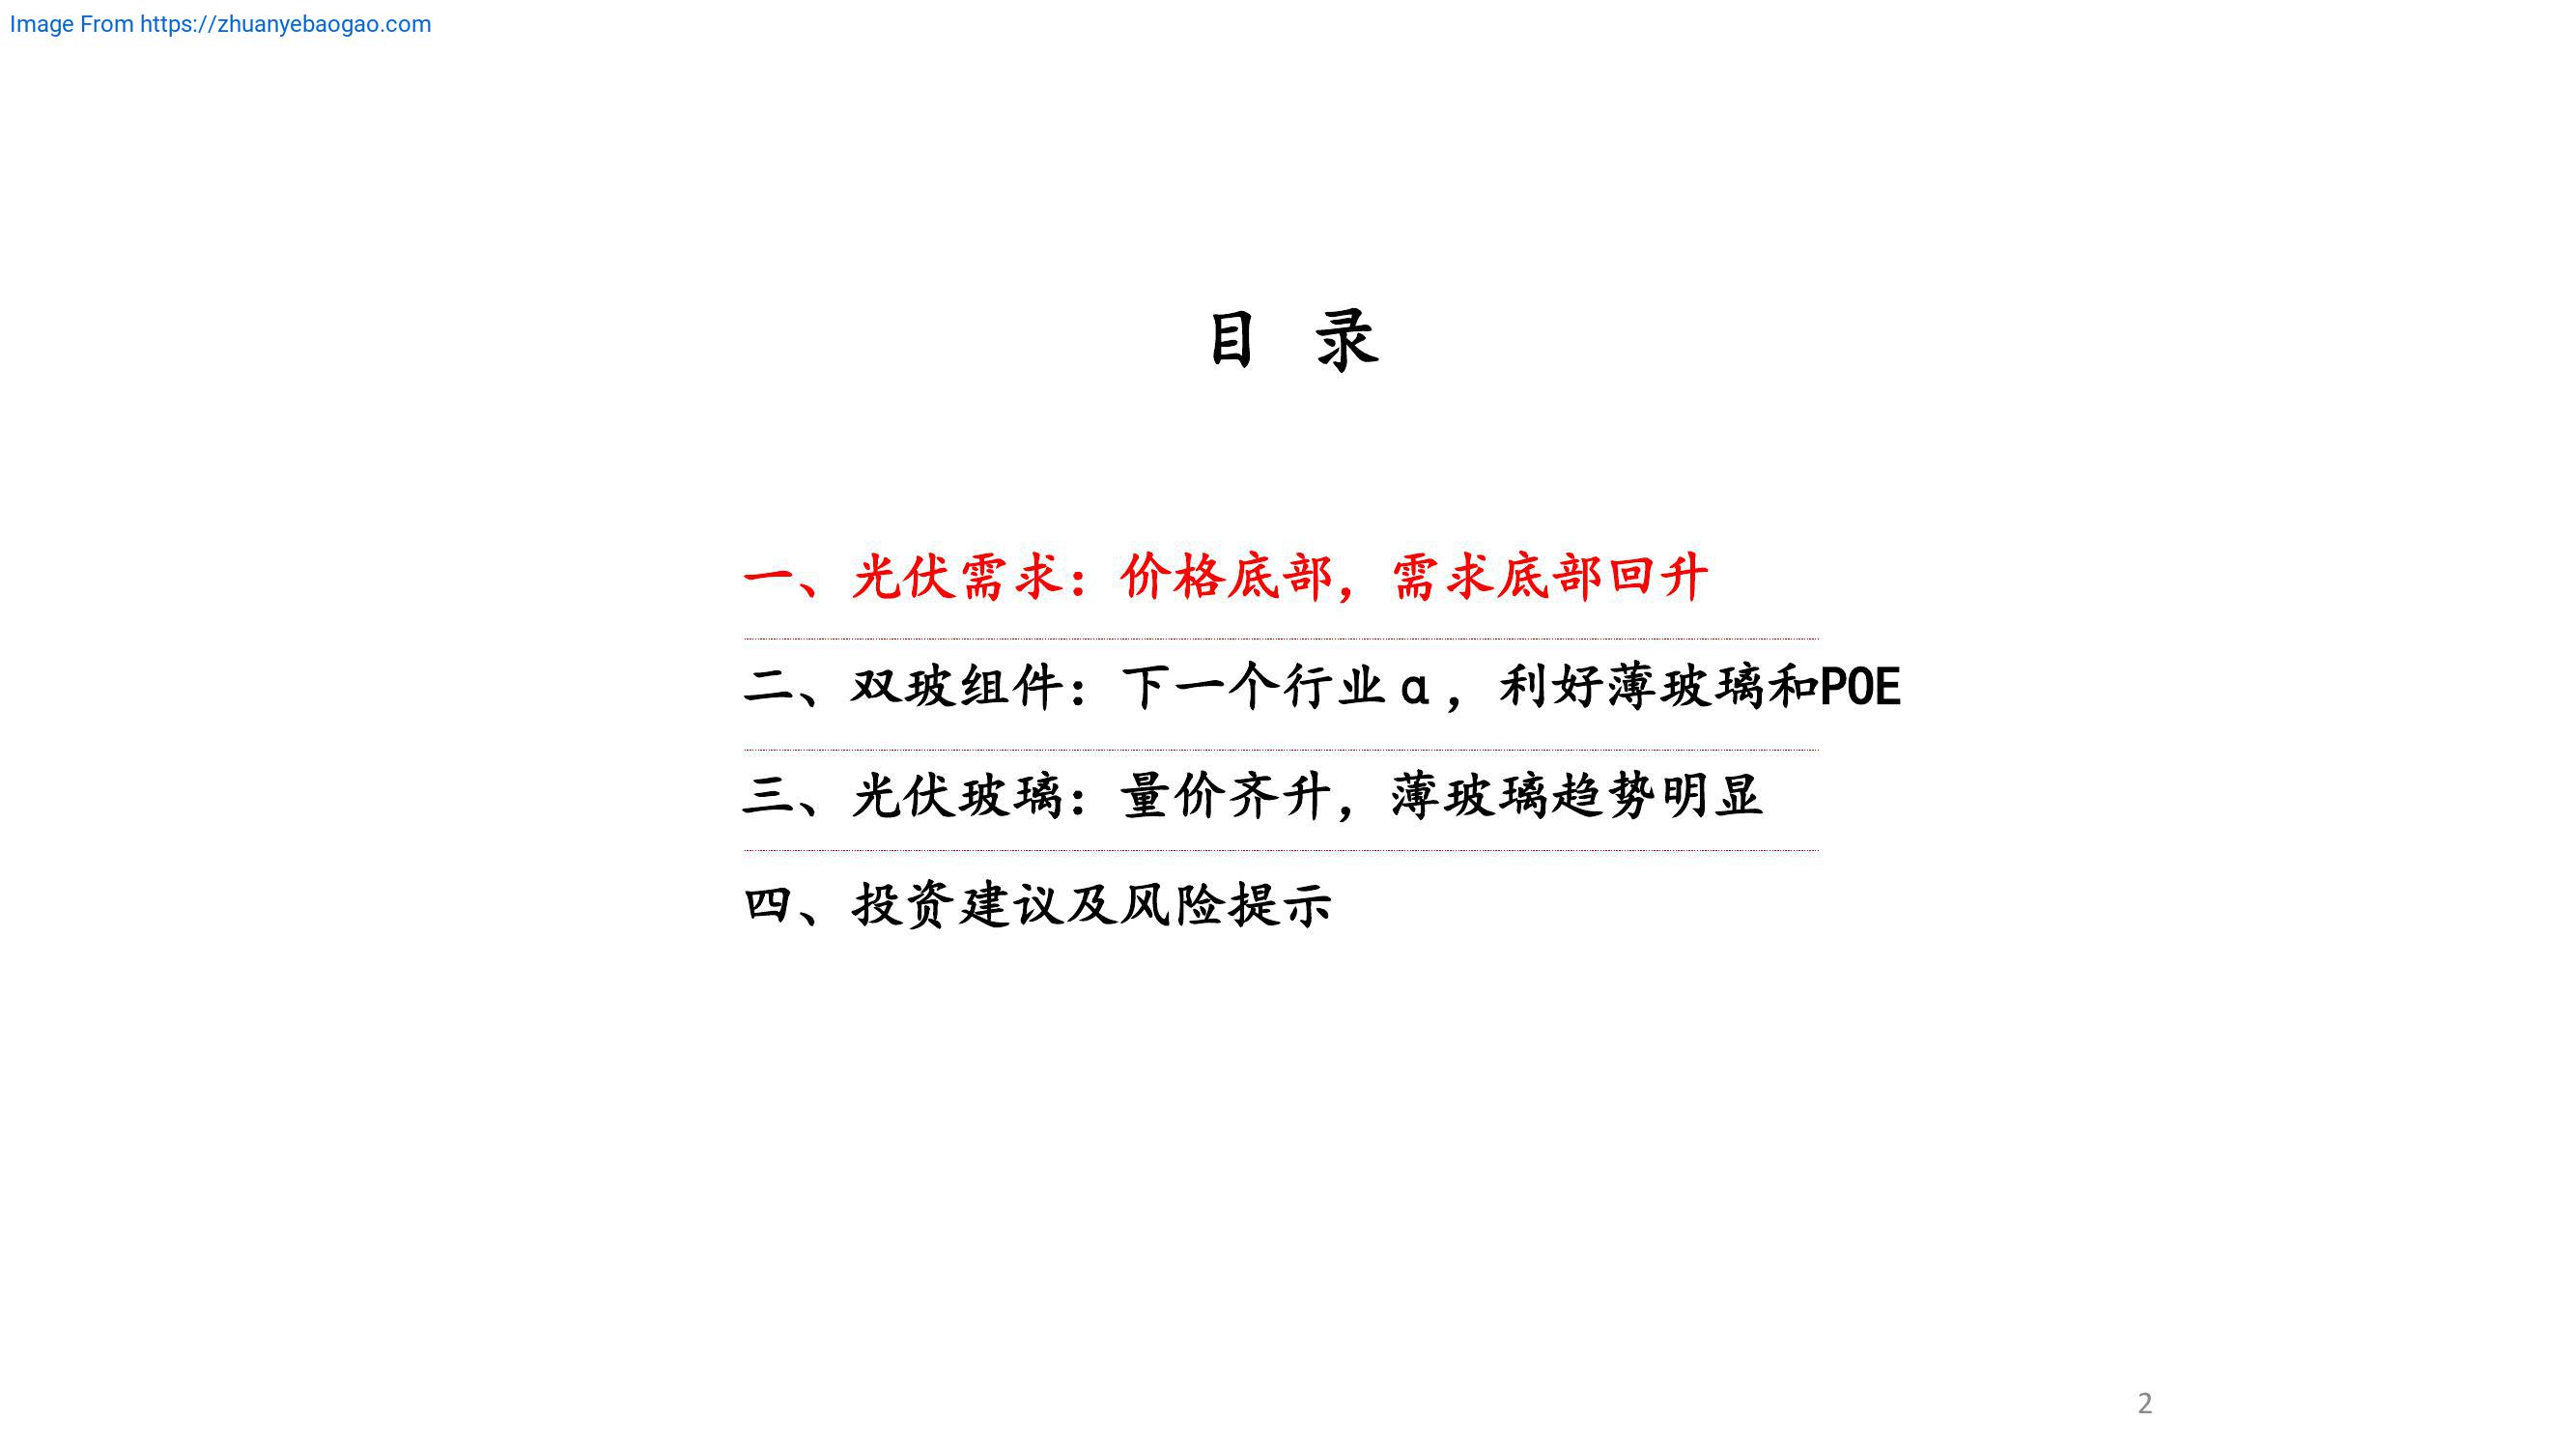 Image From https://zhuanyebaogao.com
目 录
一、光伏需求：价格底部，需求底部回升
二、双玻组件：下一个行业α，利好薄玻璃和POE
三、光伏玻璃：量价齐升，薄玻璃趋势明显
四、投资建议及风险提示
2